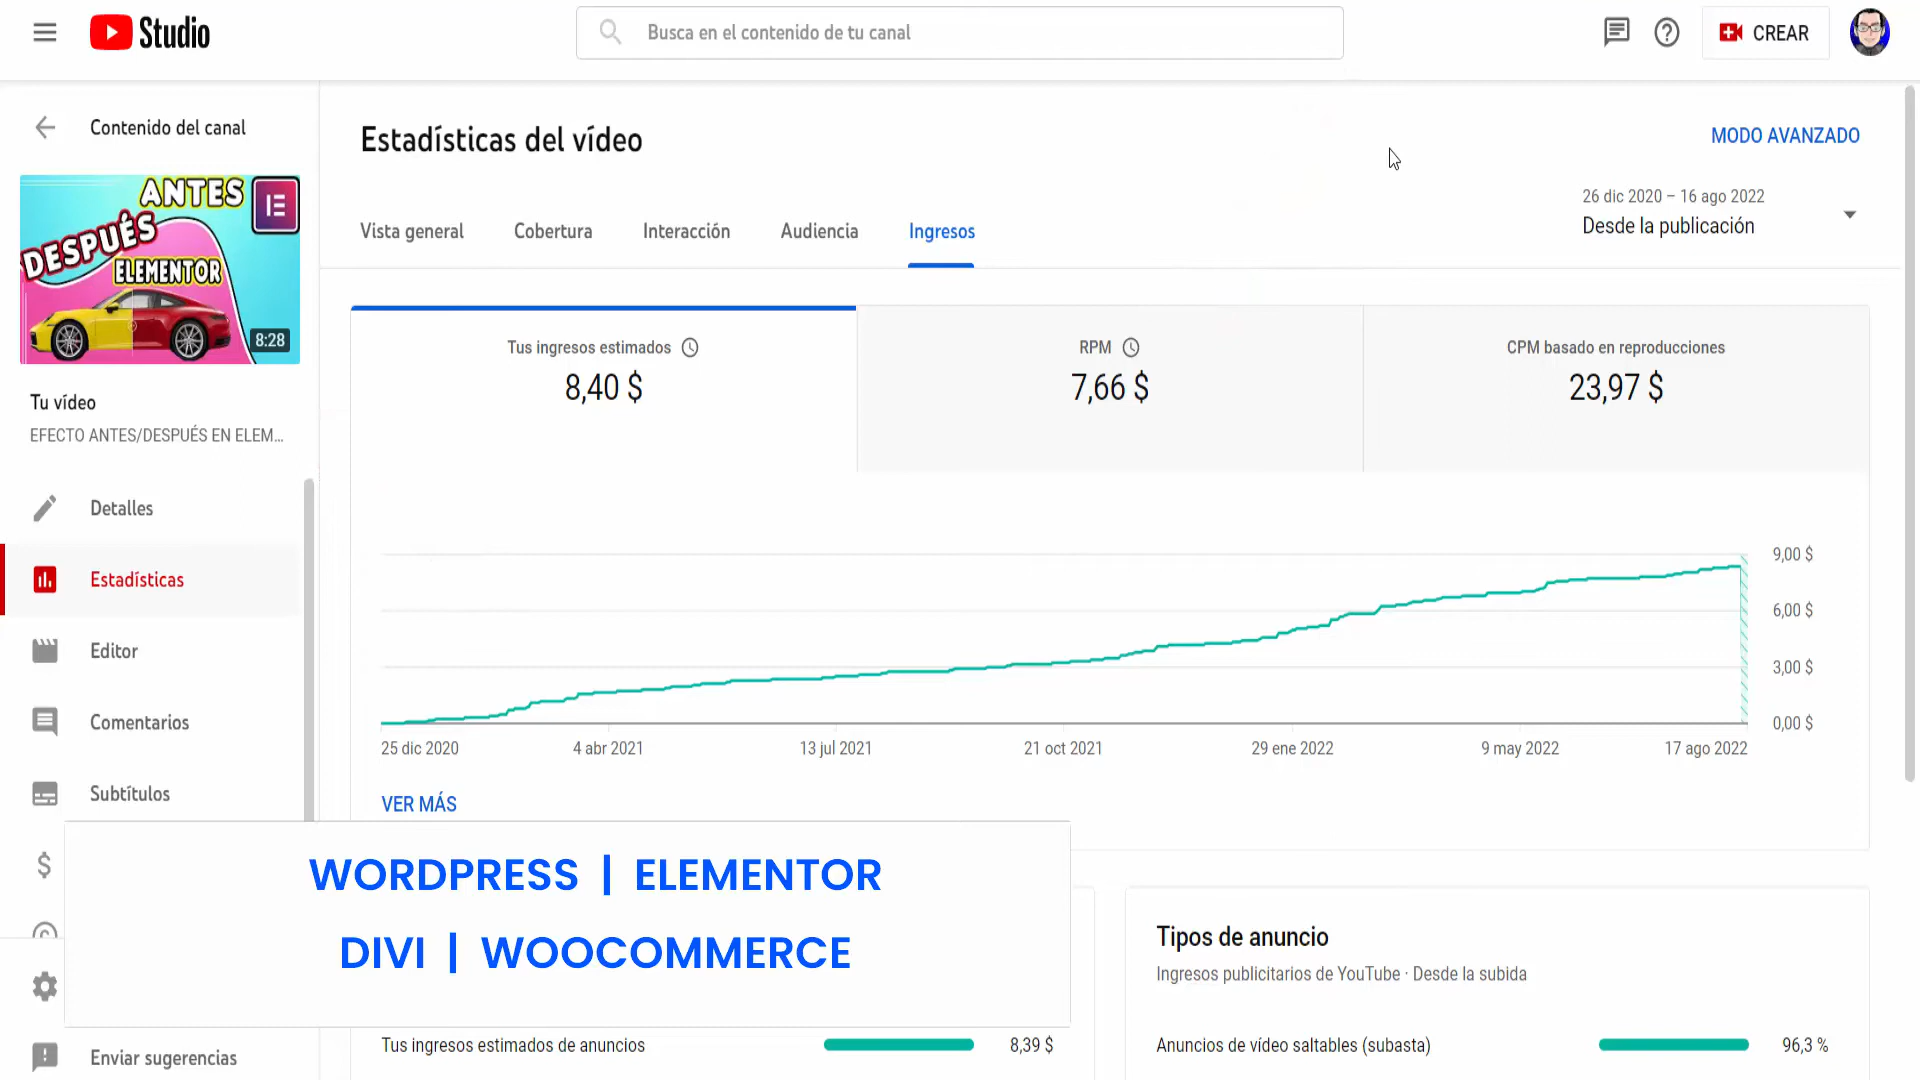 Studio
Busca en el contenido de tu canal
CREAR
Contenido del canal
ANTES
DESPUÉS
ELEMENTOR
8:28
Tu vídeo
EFECTO ANTES/DESPUÉS EN ELEM...
Detalles
Estadísticas
Editor
Comentarios
Subtítulos
Enviar sugerencias
Estadísticas del vídeo
MODO AVANZADO
26 dic 2020 – 16 ago 2022
Desde la publicación
Vista general
Cobertura
Interacción
Audiencia
Ingresos
Tus ingresos estimados
8,40 $
RPM
7,66 $
CPM basado en reproducciones
23,97 $
9,00 $
6,00 $
3,00 $
0,00 $
25 dic 2020
4 abr 2021
13 jul 2021
21 oct 2021
29 ene 2022
9 may 2022
17 ago 2022
VER MÁS
WORDPRESS | ELEMENTOR
DIVI | WOOCOMMERCE
Tus ingresos estimados de anuncios
8,39 $
Tipos de anuncio
Ingresos publicitarios de YouTube · Desde la subida
Anuncios de vídeo saltables (subasta)
96,3 %